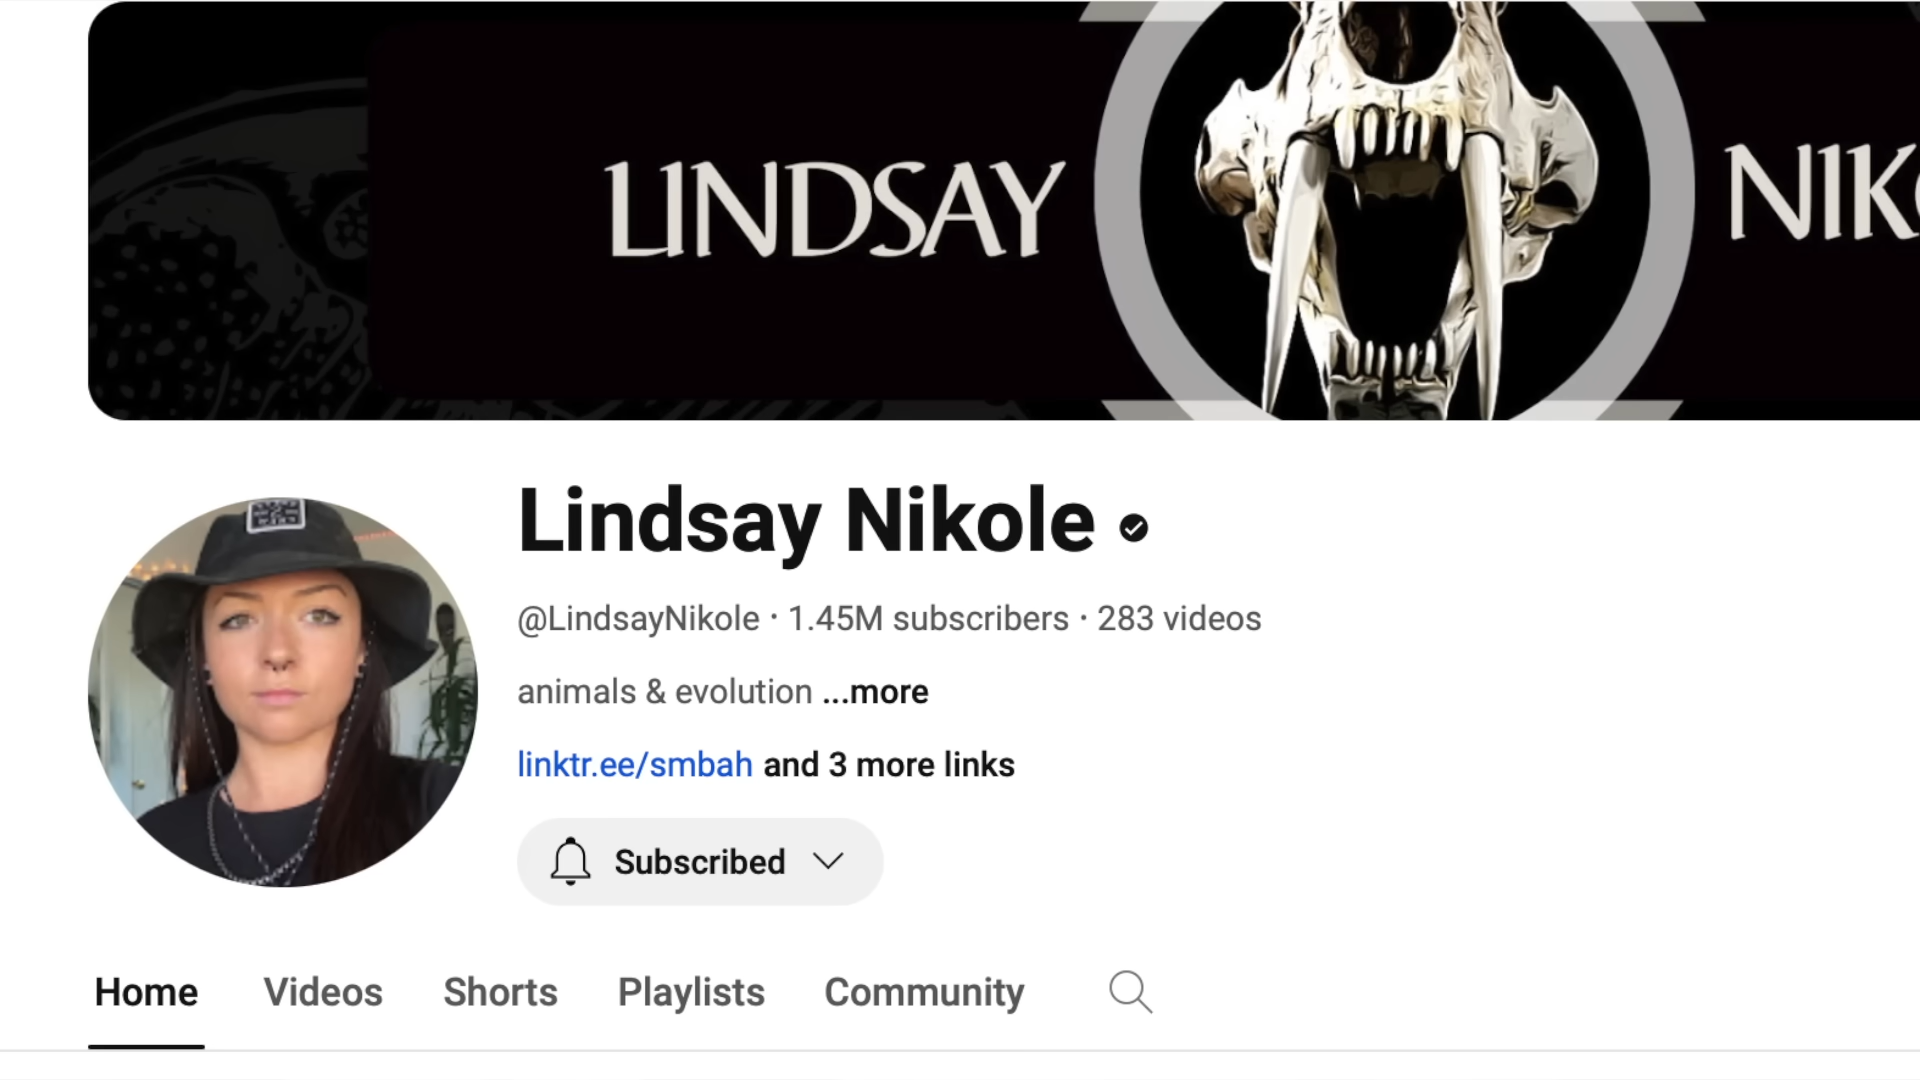 LINDSAY NIK
Lindsay Nikole
@LindsayNikole · 1.45M subscribers · 283 videos
animals & evolution ...more
linktr.ee/smbah and 3 more links
Subscribed
Home Videos Shorts Playlists Community